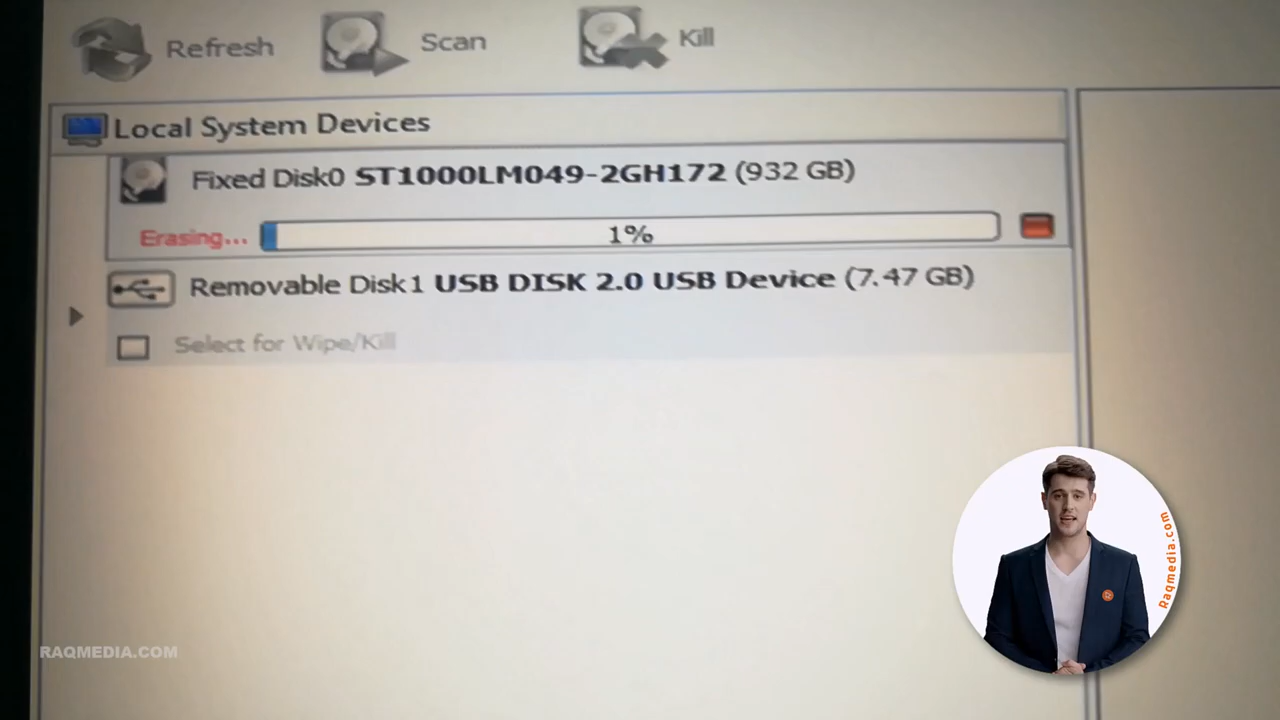 Refresh
Scan
Kill
Local System Devices
Fixed Disk0 ST1000LM049-2GH172 (932 GB)
Erasing... 1%
Removable Disk1 USB DISK 2.0 USB Device (7.47 GB)
Select for Wipe/Kill
Raqmedia.com
RAQMEDIA.COM